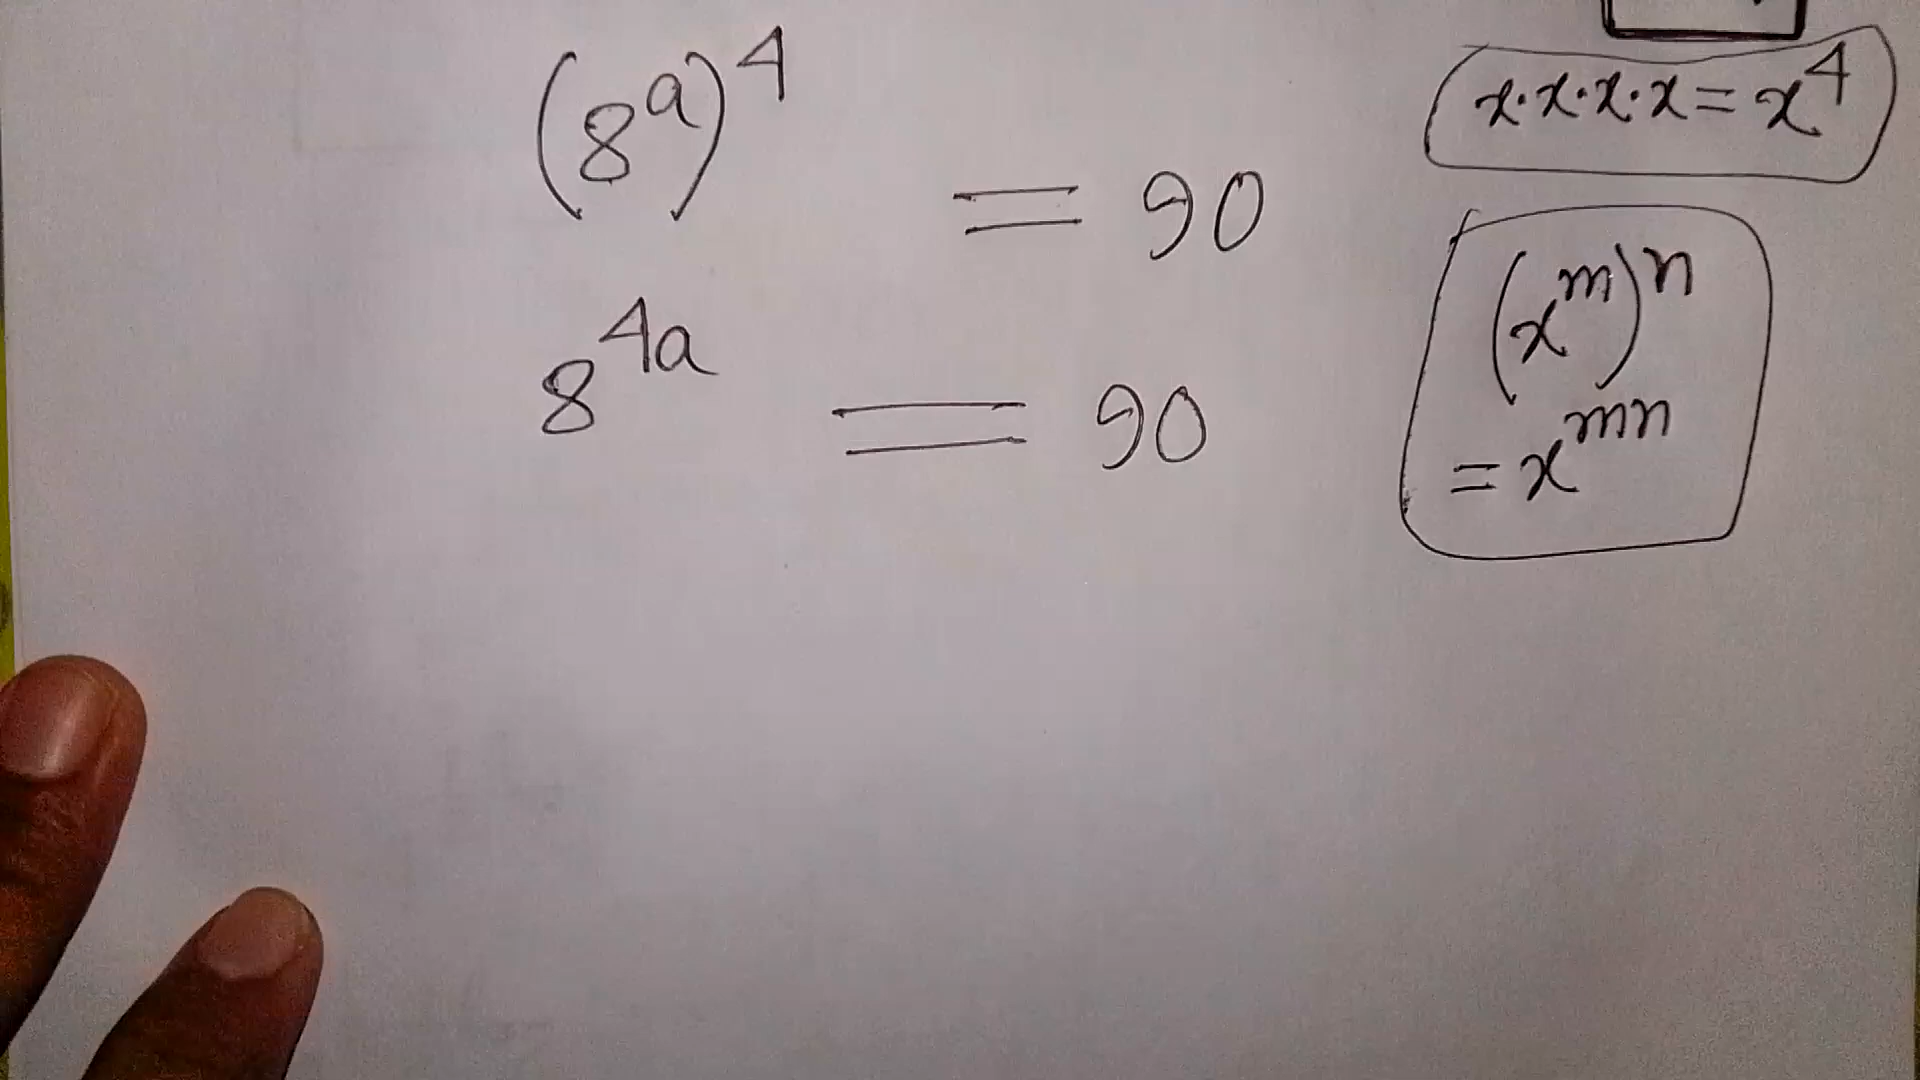 (8^a)^4 = 90
8^4a = 90
x·x·x·x = x^4
(x^m)^n
= x^mn